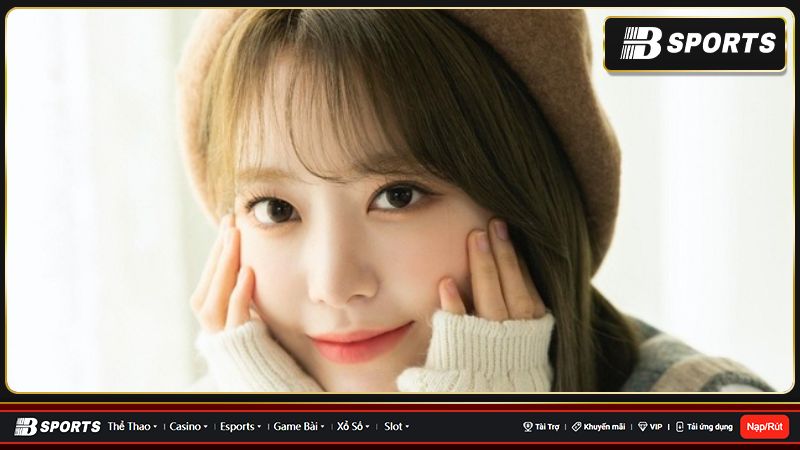 B SPORTS
B SPORTS Thể Thao Casino Esports Game Bài Xổ Số Slot Tài Trợ Khuyến mãi VIP Tải ứng dụng Nạp/Rút